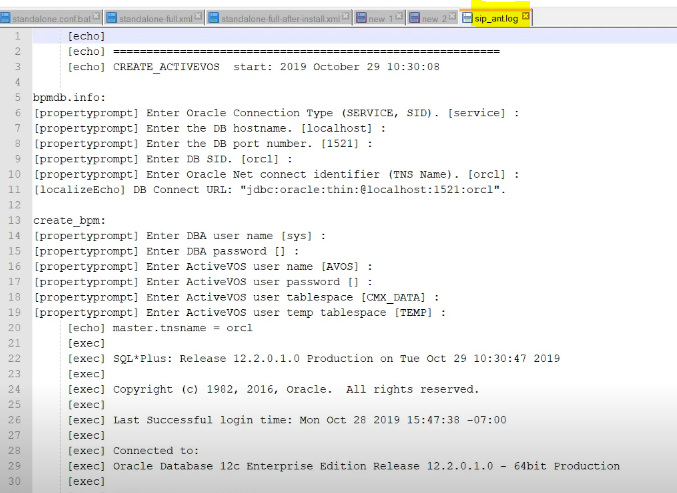 standalone.conf.bat standalone-full.xml standalone-full-after-install.xml new 1 new 2 sip_ant.log
1 [echo]
2 [echo] ==========================================================
3 [echo] CREATE_ACTIVEVOS start: 2019 October 29 10:30:08
4
5 bpmdb.info:
6 [propertyprompt] Enter Oracle Connection Type (SERVICE, SID). [service] :
7 [propertyprompt] Enter the DB hostname. [localhost] :
8 [propertyprompt] Enter the DB port number. [1521] :
9 [propertyprompt] Enter DB SID. [orcl] :
10 [propertyprompt] Enter Oracle Net connect identifier (TNS Name). [orcl] :
11 [localizeEcho] DB Connect URL: "jdbc:oracle:thin:@localhost:1521:orcl".
12
13 create_bpm:
14 [propertyprompt] Enter DBA user name [sys] :
15 [propertyprompt] Enter DBA password [] :
16 [propertyprompt] Enter ActiveVOS user name [AVOS] :
17 [propertyprompt] Enter ActiveVOS user password [] :
18 [propertyprompt] Enter ActiveVOS user tablespace [CMX_DATA] :
19 [propertyprompt] Enter ActiveVOS user temp tablespace [TEMP] :
20 [echo] master.tnsname = orcl
21 [exec]
22 [exec] SQL*Plus: Release 12.2.0.1.0 Production on Tue Oct 29 10:30:47 2019
23 [exec]
24 [exec] Copyright (c) 1982, 2016, Oracle. All rights reserved.
25 [exec]
26 [exec] Last Successful login time: Mon Oct 28 2019 15:47:38 -07:00
27 [exec]
28 [exec] Connected to:
29 [exec] Oracle Database 12c Enterprise Edition Release 12.2.0.1.0 - 64bit Production
30 [exec]